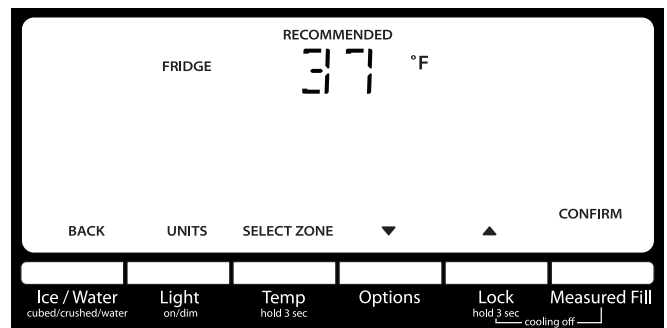 RECOMMENDED
FRIDGE 37 °F
CONFIRM
BACK UNITS SELECT ZONE ▼ ▲
Ice / Water Light Temp Options Lock Measured Fill
cubed/crushed/water on/dim hold 3 sec hold 3 sec
cooling off